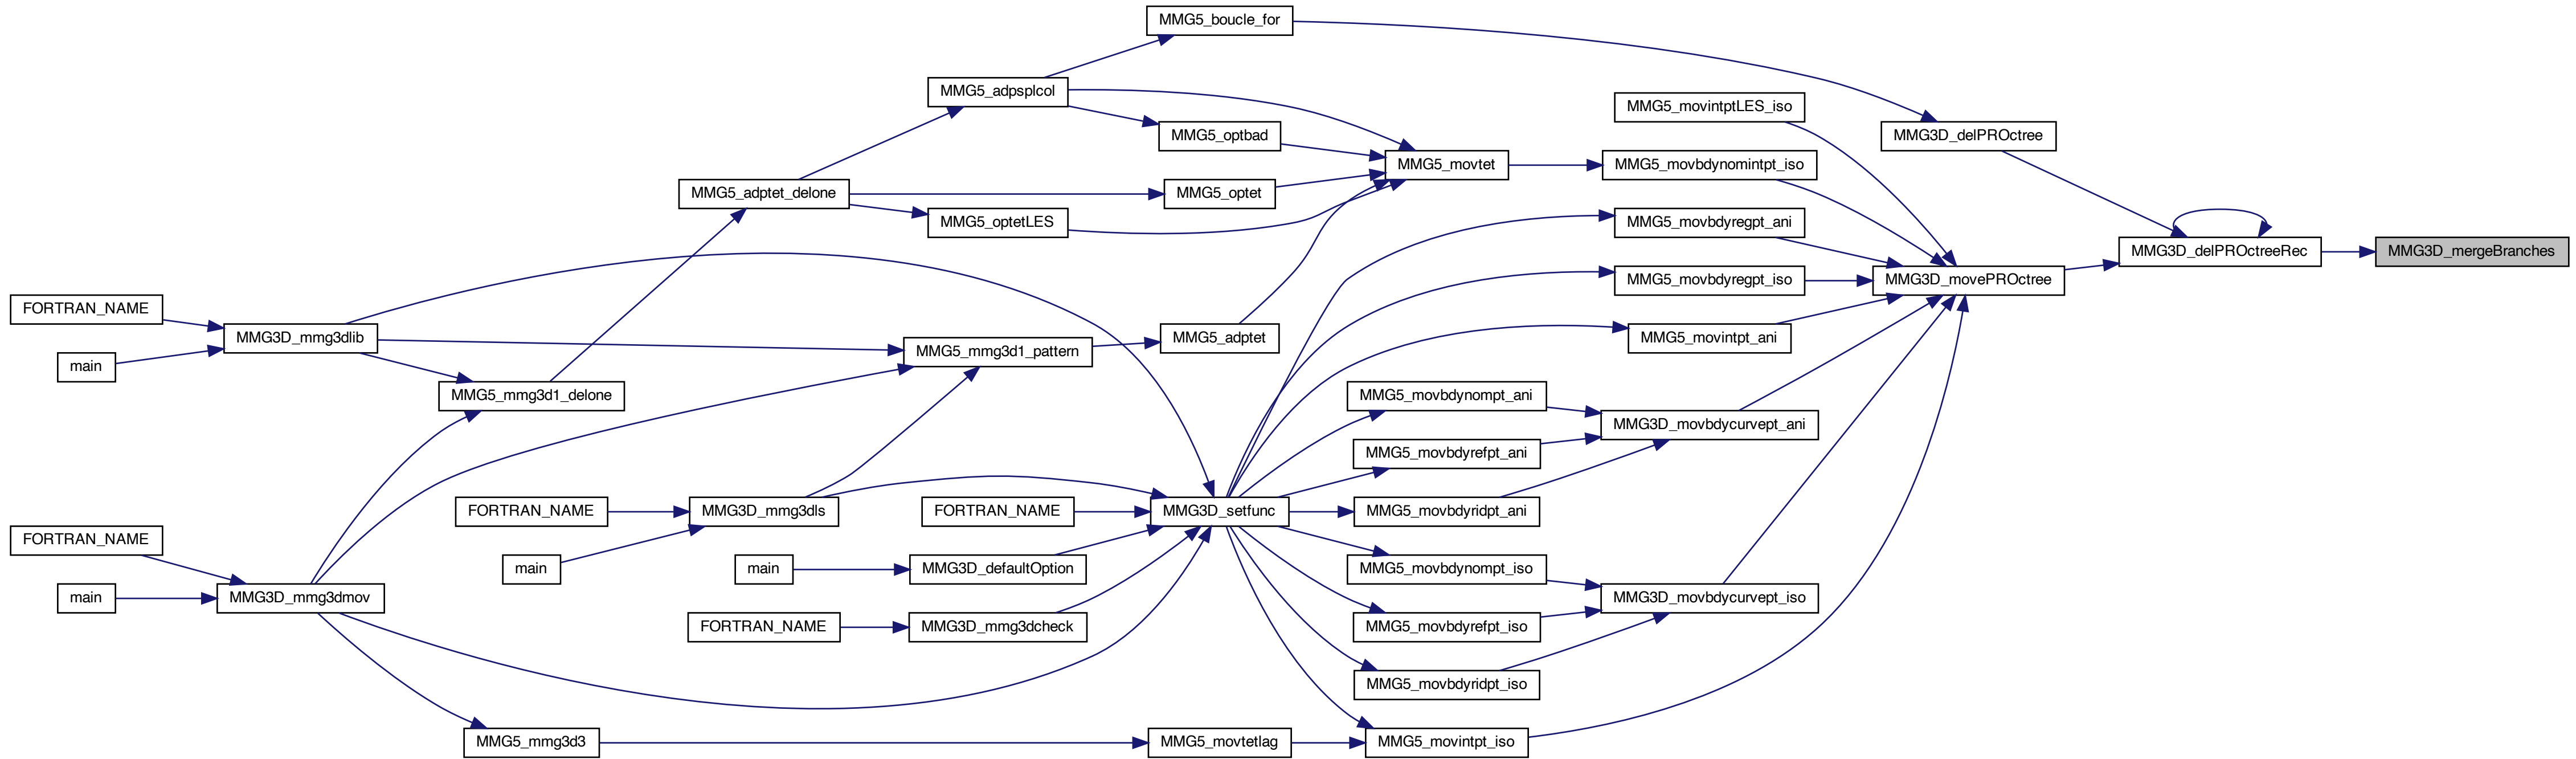 MMG5_boucle_for
MMG5_adpsplcol
MMG5_movintptLES_iso
MMG5_optbad
MMG3D_delPROctree
MMG5_movtet
MMG5_movbdynomintpt_iso
MMG5_adptet_delone
MMG5_optet
MMG5_optetLES
MMG5_movbdyregpt_ani
MMG3D_delPROctreeRec
MMG3D_mergeBranches
MMG5_movbdyregpt_iso
MMG3D_movePROctree
FORTRAN_NAME
MMG3D_mmg3dlib
MMG5_adptet
MMG5_movintpt_ani
MMG5_mmg3d1_pattern
main
MMG5_mmg3d1_delone
MMG5_movbdynompt_ani
MMG3D_movbdycurvept_ani
MMG5_movbdyrefpt_ani
FORTRAN_NAME
MMG3D_mmg3dls
FORTRAN_NAME
MMG3D_setfunc
MMG5_movbdyridpt_ani
FORTRAN_NAME
main
main
MMG3D_defaultOption
MMG5_movbdynompt_iso
main
MMG3D_mmg3dmov
MMG3D_movbdycurvept_iso
FORTRAN_NAME
MMG3D_mmg3dcheck
MMG5_movbdyrefpt_iso
MMG5_movbdyridpt_iso
MMG5_mmg3d3
MMG5_movtetlag
MMG5_movintpt_iso